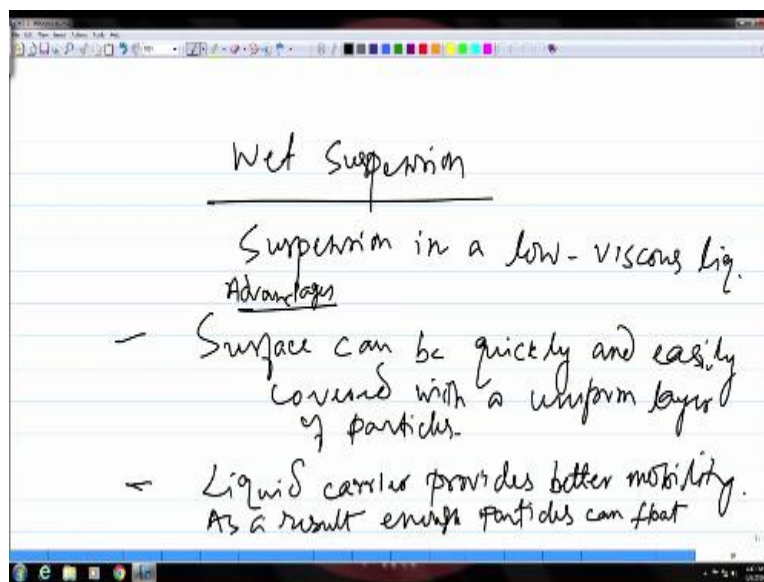 Wet Suspension
Suspension in a low-viscous liq.
Advantages
- Surface can be quickly and easily
covered with a uniform layer
of particles.
- Liquid carrier provides better mobility.
As a result enough particles can float